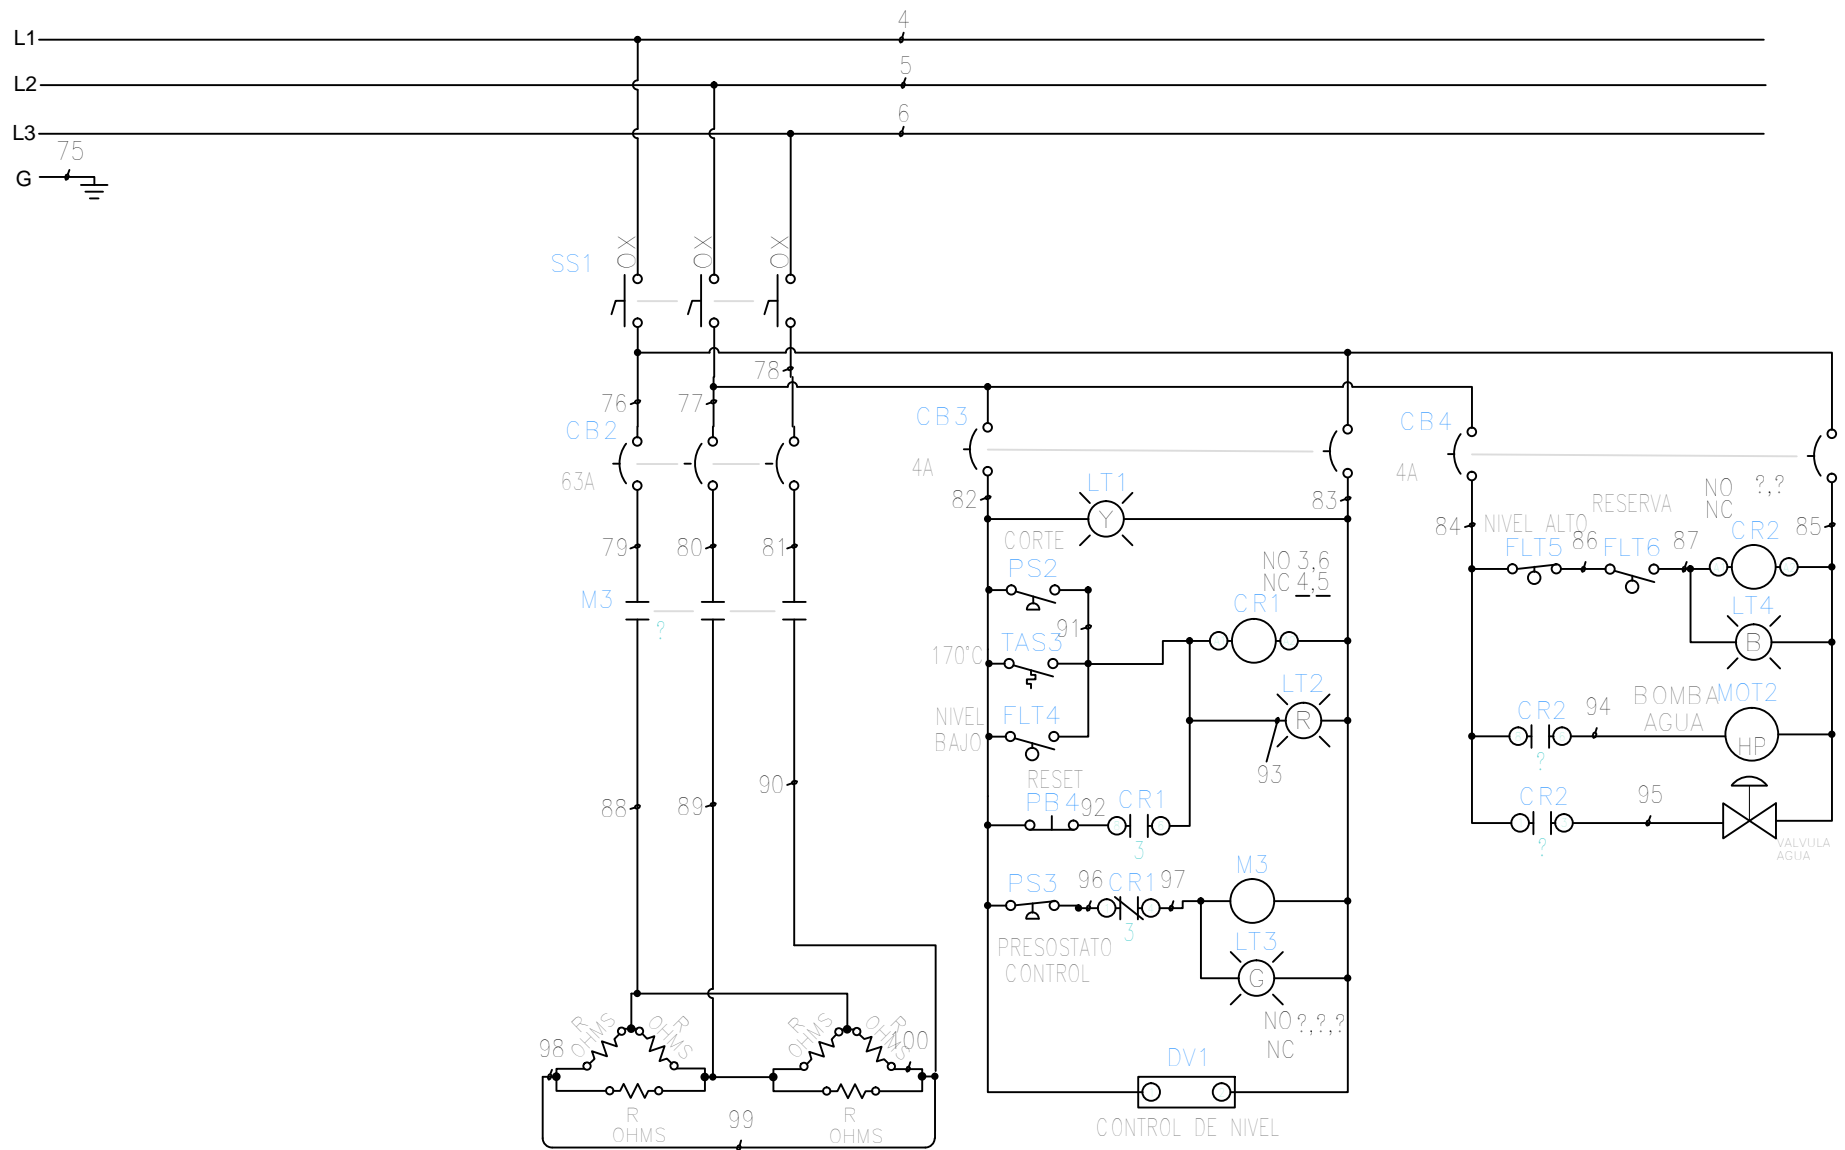 4
L1
5
L2
6
L3
75
G
OX OX OX
SS1
78
76 77
CB2
63A
CB3
4A
CB4
4A
LT1
82 83
Y
CORTE
PS2
NO 3,6
NC 4,5
CR1
91
170°C
TAS3
LT2
R
NIVEL
BAJO
FLT4
93
RESET
PB4 92 CR1
3
M3
PS3 96 CR1 97
3
PRESOSTATO
CONTROL
LT3
G
NO ?,?,?
NC
DV1
CONTROL DE NIVEL
RESERVA
NO ?,?
NC
84 NIVEL ALTO
85
FLT5 86 FLT6 87 CR2
LT4
B
BOMBA
AGUA
MOT2
HP
CR2 94
?
CR2 95
?
VALVULA
AGUA
79 80 81
M3
?
88 89 90
R
OHMS
R
OHMS
R
OHMS
R
OHMS
98
100
R
OHMS
R
OHMS
99